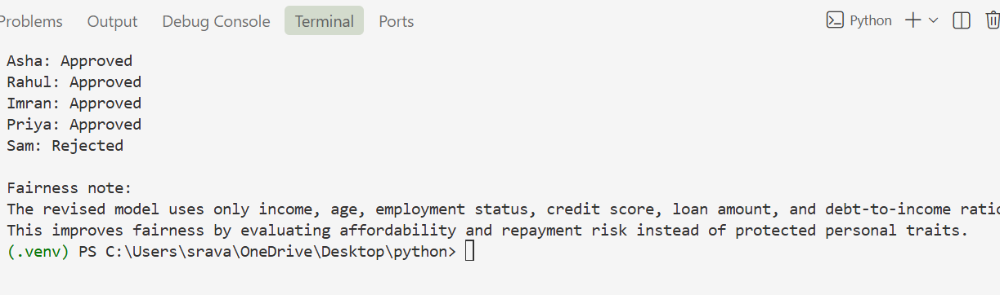 Problems Output Debug Console Terminal Ports Python
Asha: Approved
Rahul: Approved
Imran: Approved
Priya: Approved
Sam: Rejected
Fairness note:
The revised model uses only income, age, employment status, credit score, loan amount, and debt-to-income ratio
This improves fairness by evaluating affordability and repayment risk instead of protected personal traits.
(.venv) PS C:\Users\srava\OneDrive\Desktop\python>